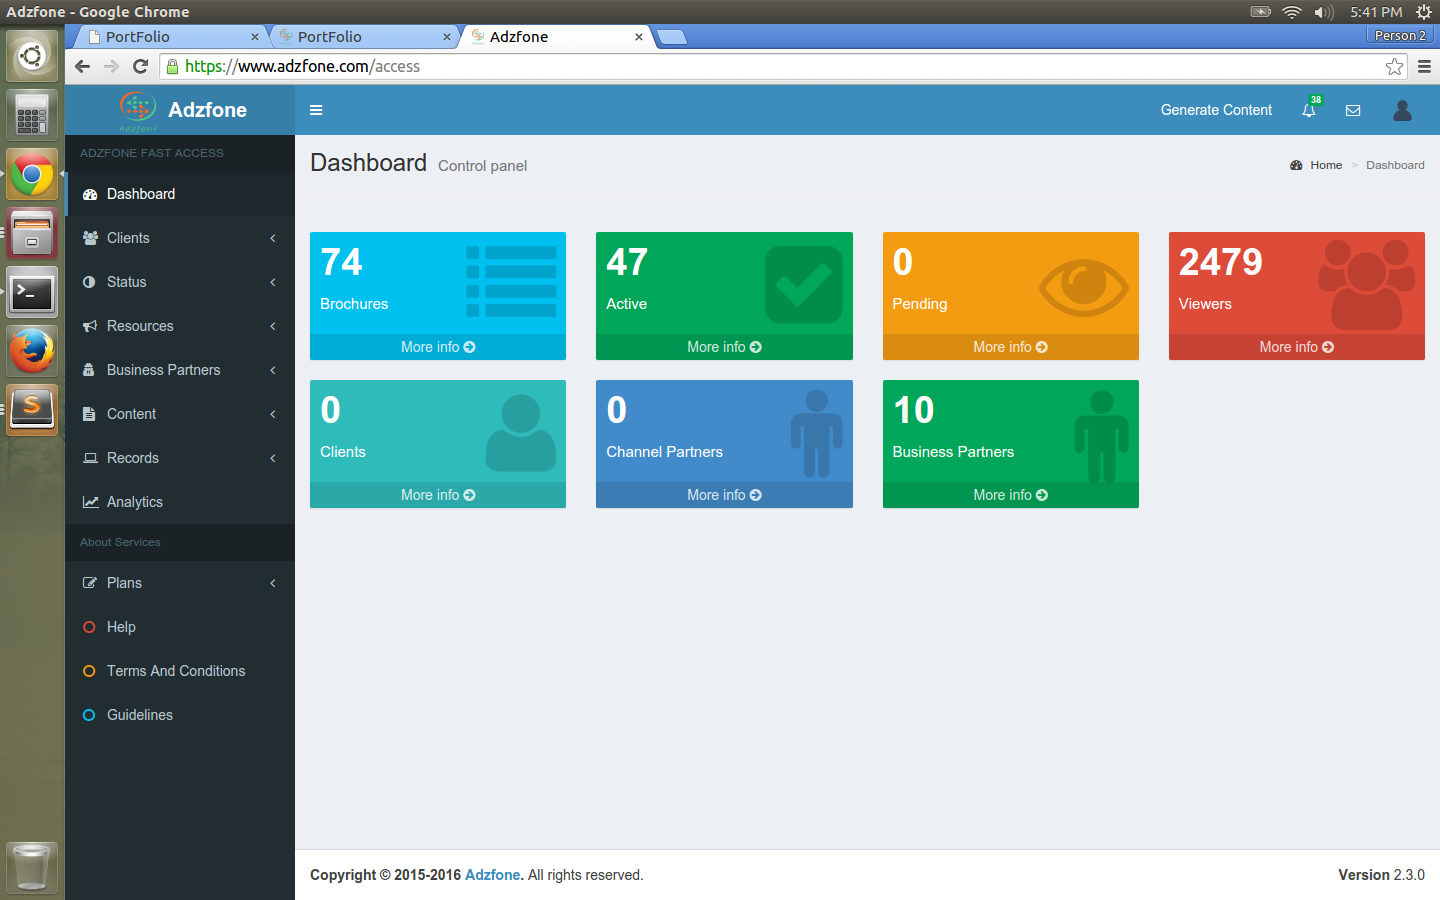 Adzfone - Google Chrome
5:41 PM
PortFolio
PortFolio
Adzfone
Person 2
https://www.adzfone.com/access
Adzfone
Adzfone
Generate Content
38
ADZFONE FAST ACCESS
Dashboard
Clients
Status
Resources
Business Partners
Content
Records
Analytics
About Services
Plans
Help
Terms And Conditions
Guidelines
Dashboard Control panel
Home > Dashboard
74
Brochures
More info
47
Active
More info
0
Pending
More info
2479
Viewers
More info
0
Clients
More info
0
Channel Partners
More info
10
Business Partners
More info
Copyright © 2015-2016 Adzfone. All rights reserved.
Version 2.3.0